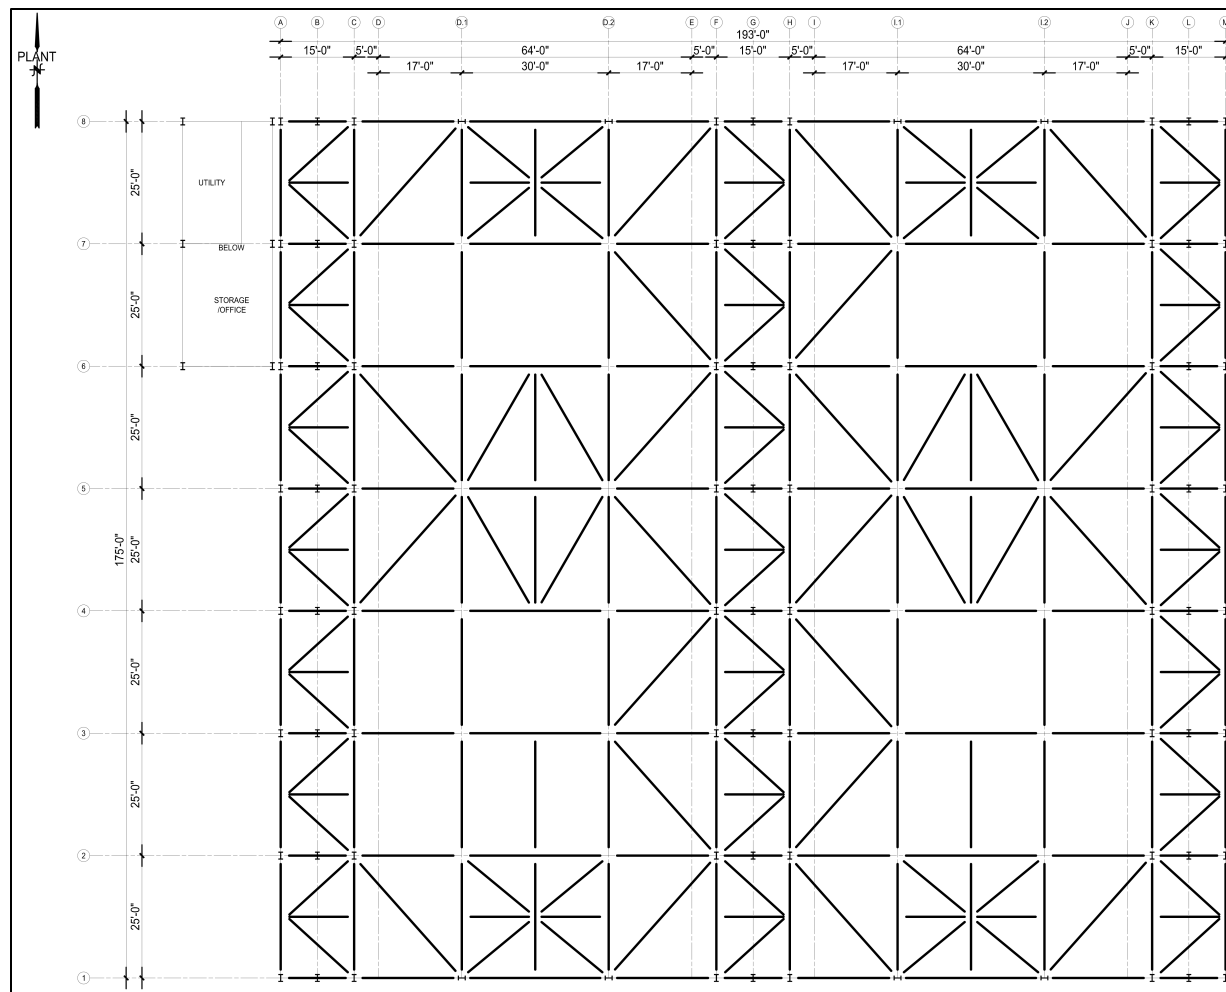 A B C D D.1 D.2 E F G H I I.1 I.2 J K L M
193'-0"
15'-0" 5'-0" 64'-0" 5'-0" 15'-0" 5'-0" 64'-0" 5'-0" 15'-0"
17'-0" 30'-0" 17'-0" 17'-0" 30'-0" 17'-0"
PLANT
N
8
25'-0"
UTILITY
7
BELOW
25'-0"
STORAGE
/OFFICE
6
25'-0"
5
175'-0"
25'-0"
4
25'-0"
3
25'-0"
2
25'-0"
1